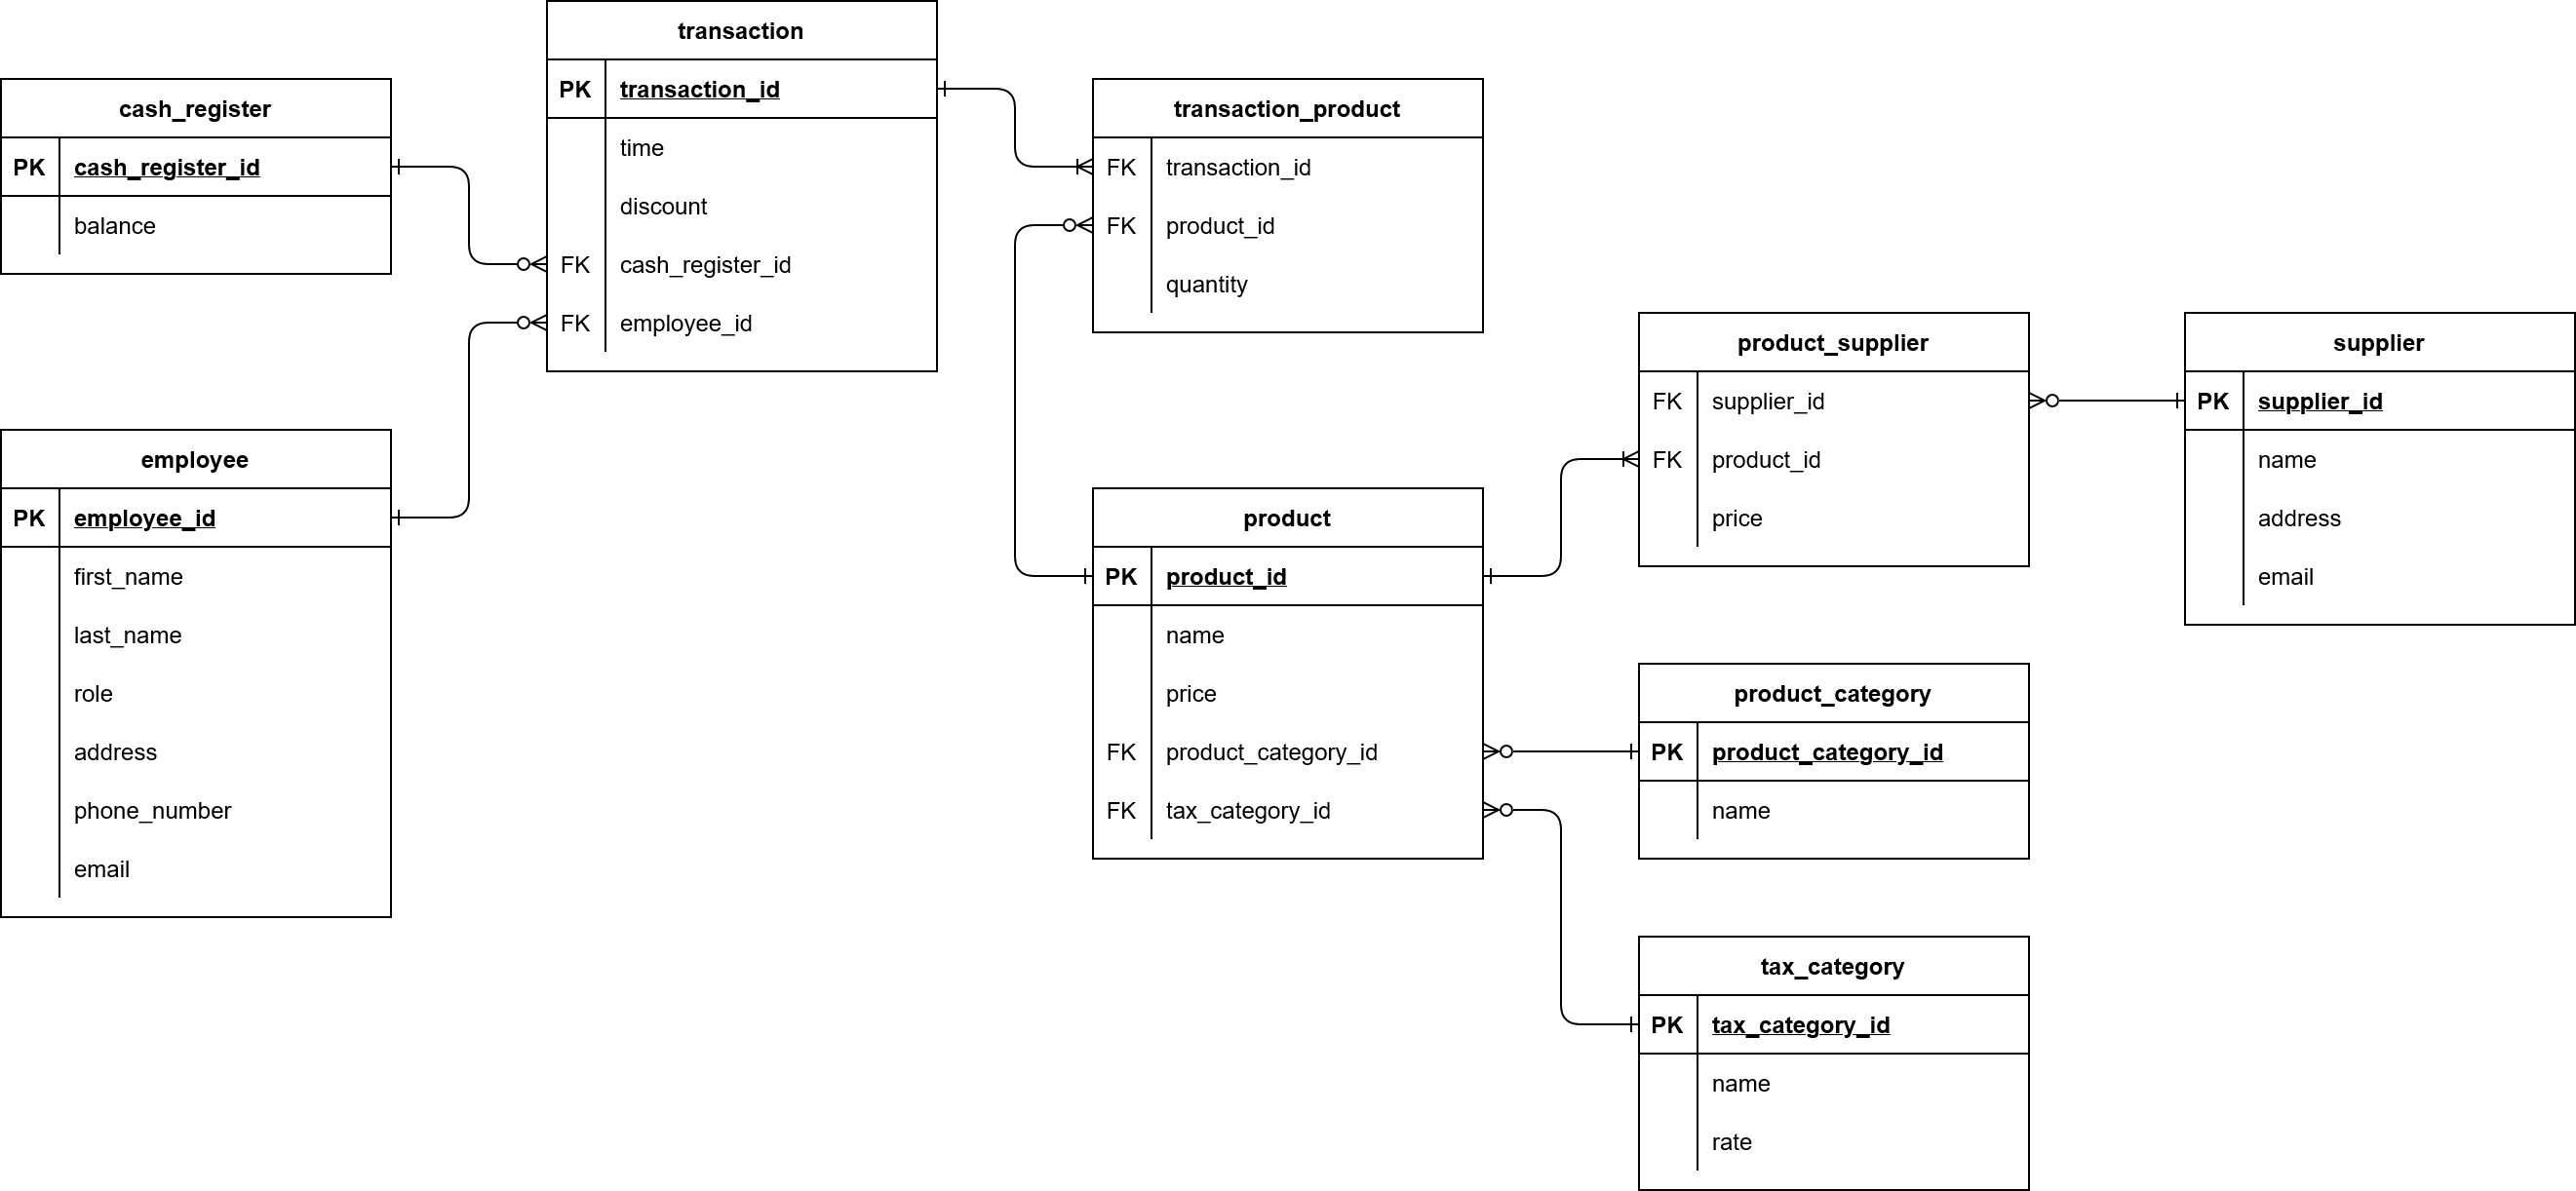 transaction
PK transaction_id
time
discount
FK cash_register_id
FK employee_id
cash_register
PK cash_register_id
balance
employee
PK employee_id
first_name
last_name
role
address
phone_number
email
transaction_product
FK transaction_id
FK product_id
quantity
product
PK product_id
name
price
FK product_category_id
FK tax_category_id
product_supplier
FK supplier_id
FK product_id
price
supplier
PK supplier_id
name
address
email
product_category
PK product_category_id
name
tax_category
PK tax_category_id
name
rate